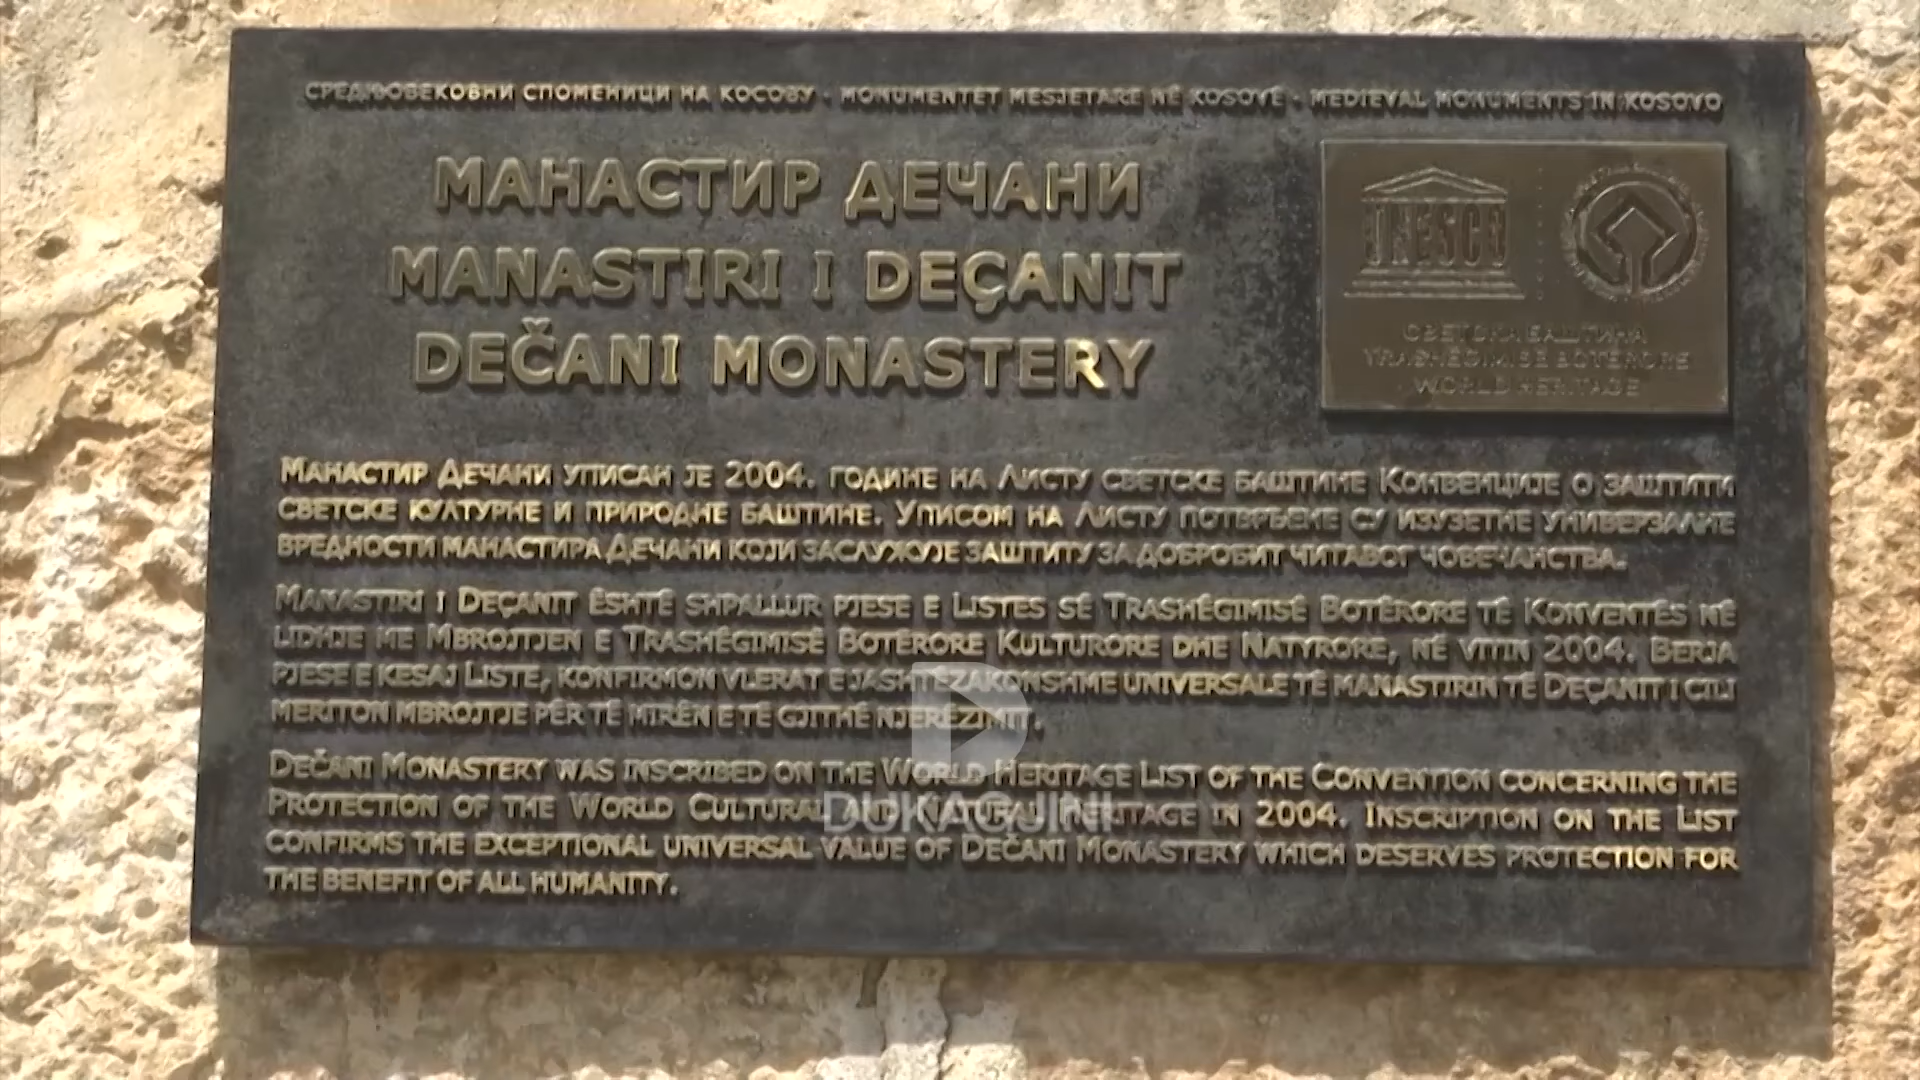 СРЕДЊОВЕКОВНИ СПОМЕНИЦИ НА КОСОВУ · MONUMENTET MESJETARE NË KOSOVË · MEDIEVAL MONUMENTS IN KOSOVO
МАНАСТИР ДЕЧАНИ
MANASTIRI I DEÇANIT
DEČANI MONASTERY
UNESCO
СВЕТСКА БАШТИНА
TRASHËGIMISË BOTËRORE
WORLD HERITAGE
МАНАСТИР ДЕЧАНИ УПИСАН ЈЕ 2004. ГОДИНЕ НА ЛИСТУ СВЕТСКЕ БАШТИНЕ КОНВЕНЦИЈЕ О ЗАШТИТИ
СВЕТСКЕ КУЛТУРНЕ И ПРИРОДНЕ БАШТИНЕ. УПИСОМ НА ЛИСТУ ПОТВРЂЕНЕ СУ ИЗУЗЕТНЕ УНИВЕРЗАЛНЕ
ВРЕДНОСТИ МАНАСТИРА ДЕЧАНИ КОЈИ ЗАСЛУЖУЈЕ ЗАШТИТУ ЗА ДОБРОБИТ ЧИТАВОГ ЧОВЕЧАНСТВА.
MANASTIRI I DEÇANIT ËSHTË SHPALLUR PJESE E LISTES SË TRASHËGIMISË BOTËRORE TË KONVENTËS NË
LIDHJE ME MBROJTJEN E TRASHËGIMISË BOTËRORE KULTURORE DHE NATYRORE, NË VITIN 2004. BERJA
PJESE E KESAJ LISTE, KONFIRMON VLERAT E JASHTËZAKONSHME UNIVERSALE TË MANASTIRIN TË DEÇANIT I CILI
MERITON MBROJTJE PËR TË MIRËN E TË GJITHË NJERËZIMIT.
DEČANI MONASTERY WAS INSCRIBED ON THE WORLD HERITAGE LIST OF THE CONVENTION CONCERNING THE
PROTECTION OF THE WORLD CULTURAL AND NATURAL HERITAGE IN 2004. INSCRIPTION ON THE LIST
CONFIRMS THE EXCEPTIONAL UNIVERSAL VALUE OF DEČANI MONASTERY WHICH DESERVES PROTECTION FOR
THE BENEFIT OF ALL HUMANITY.
DUKAGJINI